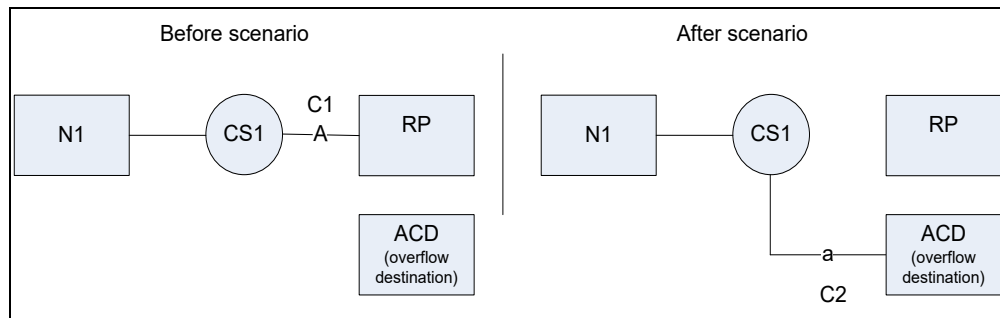 Before scenario
After scenario
N1
CS1
C1
A
RP
ACD
(overflow
destination)
N1
CS1
RP
a
C2
ACD
(overflow
destination)